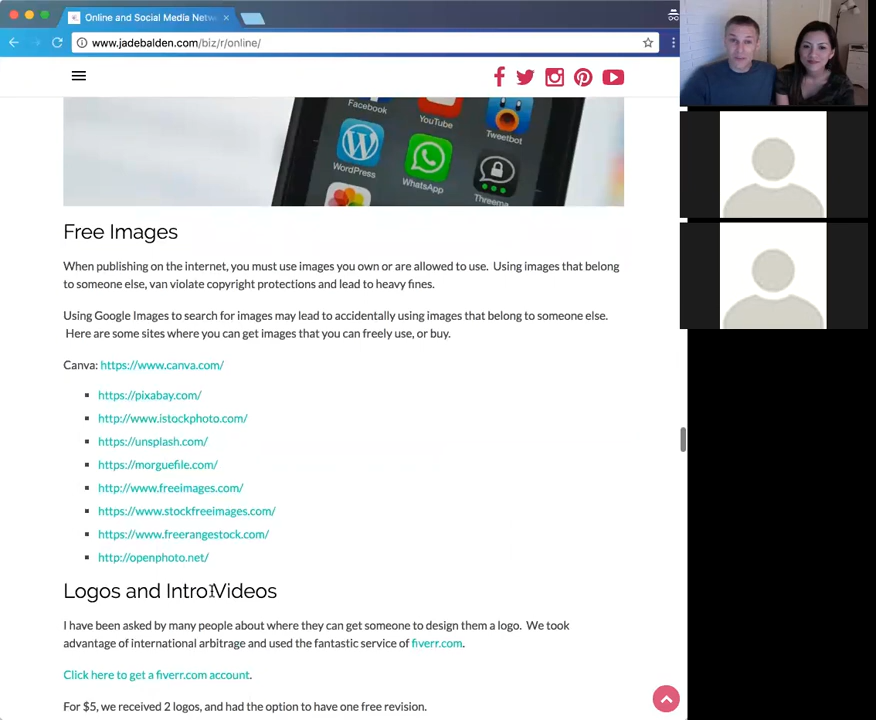 Online and Social Media Netw
www.jadebalden.com/biz/r/online/
Facebook
YouTube
Tweetbot
WordPress
WhatsApp
Threema
Free Images
When publishing on the internet, you must use images you own or are allowed to use. Using images that belong
to someone else, van violate copyright protections and lead to heavy fines.
Using Google Images to search for images may lead to accidentally using images that belong to someone else.
Here are some sites where you can get images that you can freely use, or buy.
Canva: https://www.canva.com/
https://pixabay.com/
http://www.istockphoto.com/
https://unsplash.com/
https://morguefile.com/
http://www.freeimages.com/
https://www.stockfreeimages.com/
https://www.freerangestock.com/
http://openphoto.net/
Logos and Intro Videos
I have been asked by many people about where they can get someone to design them a logo. We took
advantage of international arbitrage and used the fantastic service of fiverr.com.
Click here to get a fiverr.com account.
For $5, we received 2 logos, and had the option to have one free revision.